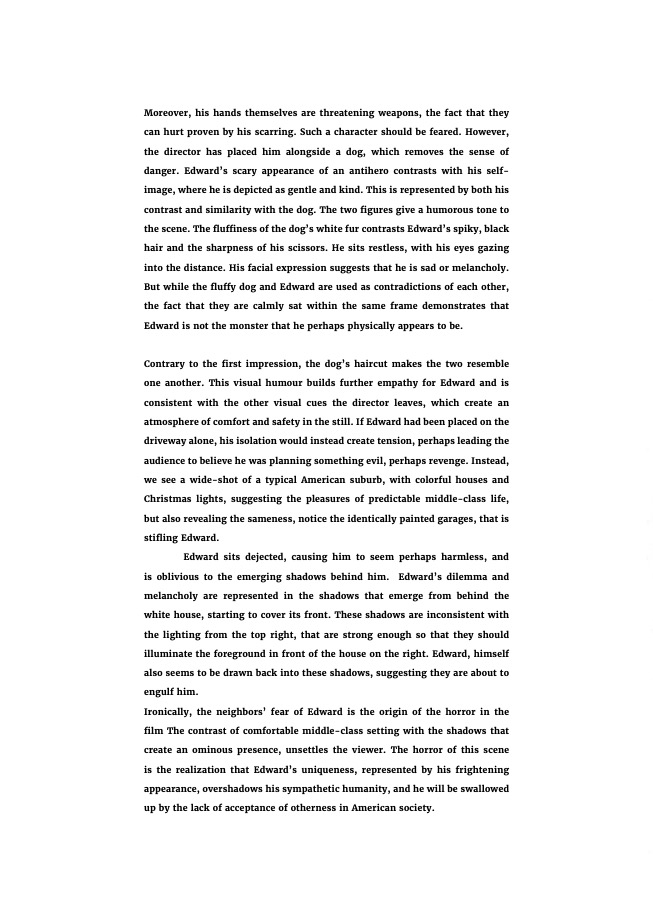 Moreover, his hands themselves are threatening weapons, the fact that they
can hurt proven by his scarring. Such a character should be feared. However,
the director has placed him alongside a dog, which removes the sense of
danger. Edward's scary appearance of an antihero contrasts with his self-
image, where he is depicted as gentle and kind. This is represented by both his
contrast and similarity with the dog. The two figures give a humorous tone to
the scene. The fluffiness of the dog's white fur contrasts Edward's spiky, black
hair and the sharpness of his scissors. He sits restless, with his eyes gazing
into the distance. His facial expression suggests that he is sad or melancholy.
But while the fluffy dog and Edward are used as contradictions of each other,
the fact that they are calmly sat within the same frame demonstrates that
Edward is not the monster that he perhaps physically appears to be.
Contrary to the first impression, the dog's haircut makes the two resemble
one another. This visual humour builds further empathy for Edward and is
consistent with the other visual cues the director leaves, which create an
atmosphere of comfort and safety in the still. If Edward had been placed on the
driveway alone, his isolation would instead create tension, perhaps leading the
audience to believe he was planning something evil, perhaps revenge. Instead,
we see a wide-shot of a typical American suburb, with colorful houses and
Christmas lights, suggesting the pleasures of predictable middle-class life,
but also revealing the sameness, notice the identically painted garages, that is
stifling Edward.
Edward sits dejected, causing him to seem perhaps harmless, and
is oblivious to the emerging shadows behind him. Edward's dilemma and
melancholy are represented in the shadows that emerge from behind the
white house, starting to cover its front. These shadows are inconsistent with
the lighting from the top right, that are strong enough so that they should
illuminate the foreground in front of the house on the right. Edward, himself
also seems to be drawn back into these shadows, suggesting they are about to
engulf him.
Ironically, the neighbors' fear of Edward is the origin of the horror in the
film The contrast of comfortable middle-class setting with the shadows that
create an ominous presence, unsettles the viewer. The horror of this scene
is the realization that Edward's uniqueness, represented by his frightening
appearance, overshadows his sympathetic humanity, and he will be swallowed
up by the lack of acceptance of otherness in American society.